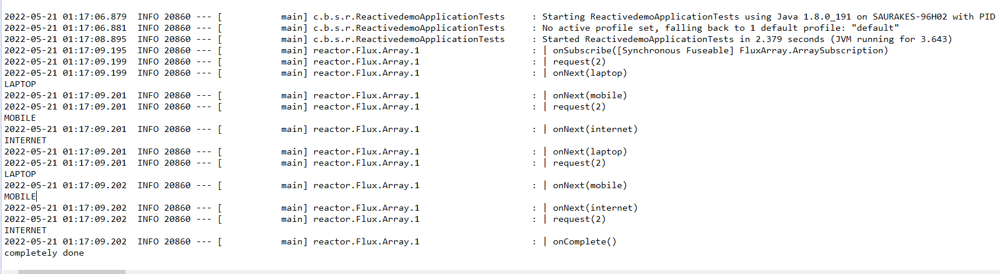 2022-05-21 01:17:06.879  INFO 20860 --- [           main] c.b.s.r.ReactivedemoApplicationTests     : Starting ReactivedemoApplicationTests using Java 1.8.0_191 on SAURAKES-96H02 with PID
2022-05-21 01:17:06.881  INFO 20860 --- [           main] c.b.s.r.ReactivedemoApplicationTests     : No active profile set, falling back to 1 default profile: "default"
2022-05-21 01:17:08.895  INFO 20860 --- [           main] c.b.s.r.ReactivedemoApplicationTests     : Started ReactivedemoApplicationTests in 2.379 seconds (JVM running for 3.643)
2022-05-21 01:17:09.195  INFO 20860 --- [           main] reactor.Flux.Array.1                     : | onSubscribe([Synchronous Fuseable] FluxArray.ArraySubscription)
2022-05-21 01:17:09.199  INFO 20860 --- [           main] reactor.Flux.Array.1                     : | request(2)
2022-05-21 01:17:09.199  INFO 20860 --- [           main] reactor.Flux.Array.1                     : | onNext(laptop)
LAPTOP
2022-05-21 01:17:09.201  INFO 20860 --- [           main] reactor.Flux.Array.1                     : | onNext(mobile)
2022-05-21 01:17:09.201  INFO 20860 --- [           main] reactor.Flux.Array.1                     : | request(2)
MOBILE
2022-05-21 01:17:09.201  INFO 20860 --- [           main] reactor.Flux.Array.1                     : | onNext(internet)
INTERNET
2022-05-21 01:17:09.201  INFO 20860 --- [           main] reactor.Flux.Array.1                     : | onNext(laptop)
2022-05-21 01:17:09.201  INFO 20860 --- [           main] reactor.Flux.Array.1                     : | request(2)
LAPTOP
2022-05-21 01:17:09.202  INFO 20860 --- [           main] reactor.Flux.Array.1                     : | onNext(mobile)
MOBILE
2022-05-21 01:17:09.202  INFO 20860 --- [           main] reactor.Flux.Array.1                     : | onNext(internet)
2022-05-21 01:17:09.202  INFO 20860 --- [           main] reactor.Flux.Array.1                     : | request(2)
INTERNET
2022-05-21 01:17:09.202  INFO 20860 --- [           main] reactor.Flux.Array.1                     : | onComplete()
completely done